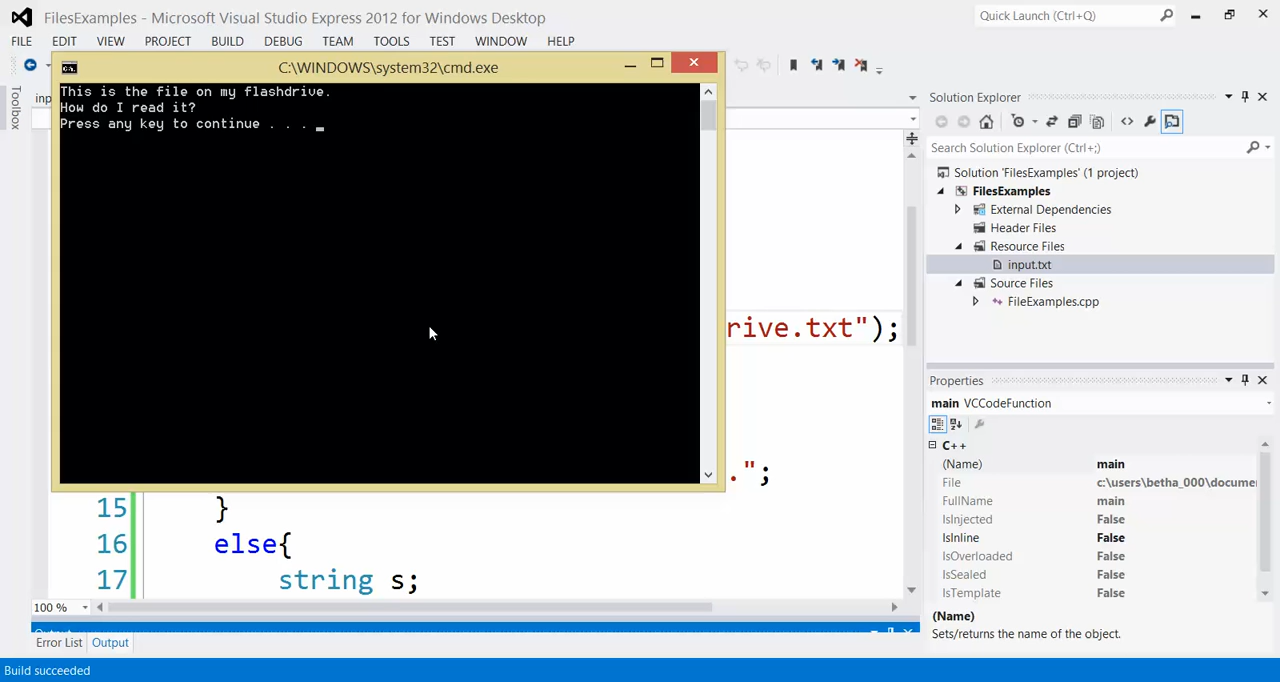 FilesExamples - Microsoft Visual Studio Express 2012 for Windows Desktop
Quick Launch (Ctrl+Q)
FILE EDIT VIEW PROJECT BUILD DEBUG TEAM TOOLS TEST WINDOW HELP
C:\WINDOWS\system32\cmd.exe
This is the file on my flashdrive.
How do I read it?
Press any key to continue . . .
Toolbox
inp
rive.txt");
.";
15 }
16 else{
17 string s;
100 %
Error List Output
Build succeeded
Solution Explorer
Search Solution Explorer (Ctrl+;)
Solution 'FilesExamples' (1 project)
FilesExamples
External Dependencies
Header Files
Resource Files
input.txt
Source Files
FileExamples.cpp
Properties
main VCCodeFunction
C++
(Name) main
File c:\users\betha_000\docume
FullName main
IsInjected False
IsInline False
IsOverloaded False
IsSealed False
IsTemplate False
(Name)
Sets/returns the name of the object.